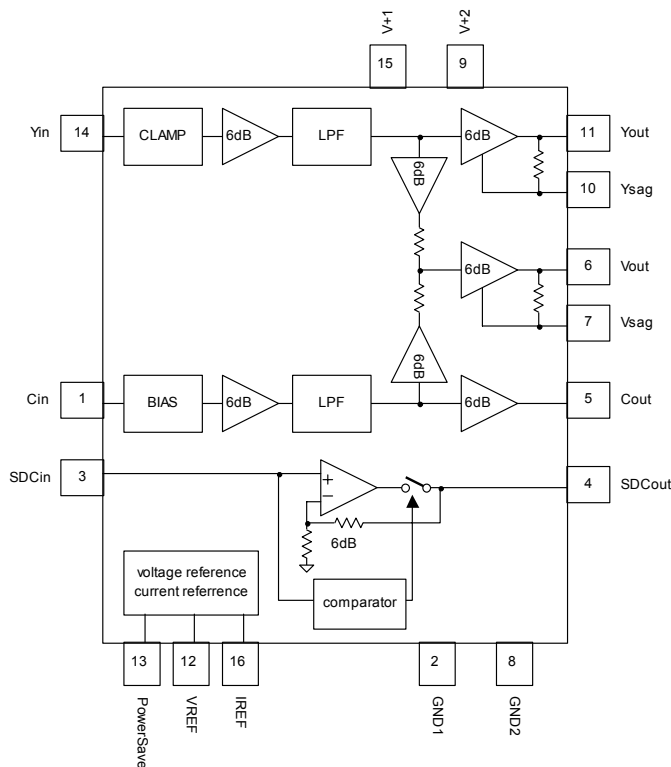 V+1
V+2
15
9
Yin
14
CLAMP
6dB
LPF
6dB
11
Yout
6dB
10
Ysag
6dB
6
Vout
7
Vsag
6dB
Cin
1
BIAS
6dB
LPF
6dB
5
Cout
SDCin
3
+
−
4
SDCout
6dB
voltage reference
current referrence
comparator
13
12
16
2
8
PowerSave
VREF
IREF
GND1
GND2